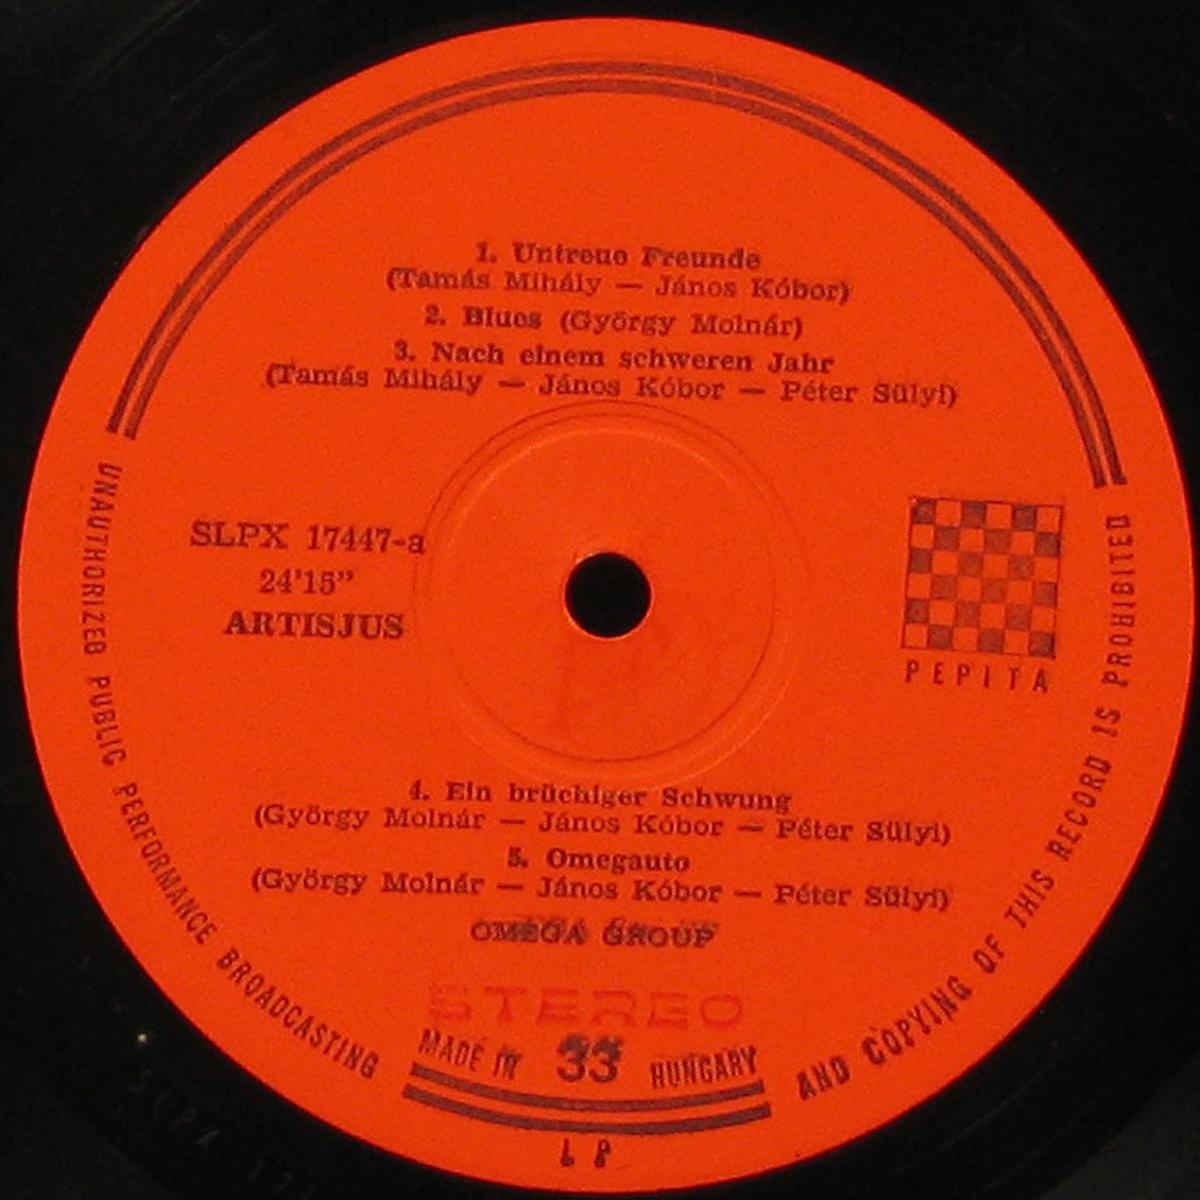 1. Untreue Freunde
(Tamás Mihály — János Kóbor)
2. Blues (György Molnár)
3. Nach einem schweren Jahr
(Tamás Mihály — János Kóbor — Péter Sülyi)
SLPX 17447-a
24'15”
ARTISJUS
PEPITA
4. Ein brüchiger Schwung
(György Molnár — János Kóbor — Péter Sülyi)
5. Omegauto
(György Molnár — János Kóbor — Péter Sülyi)
OMEGA GROUP
STEREO
MADE IN 33 HUNGARY
UNAUTHORIZED PUBLIC PERFORMANCE BROADCASTING AND COPYING OF THIS RECORD IS PROHIBITED
LP